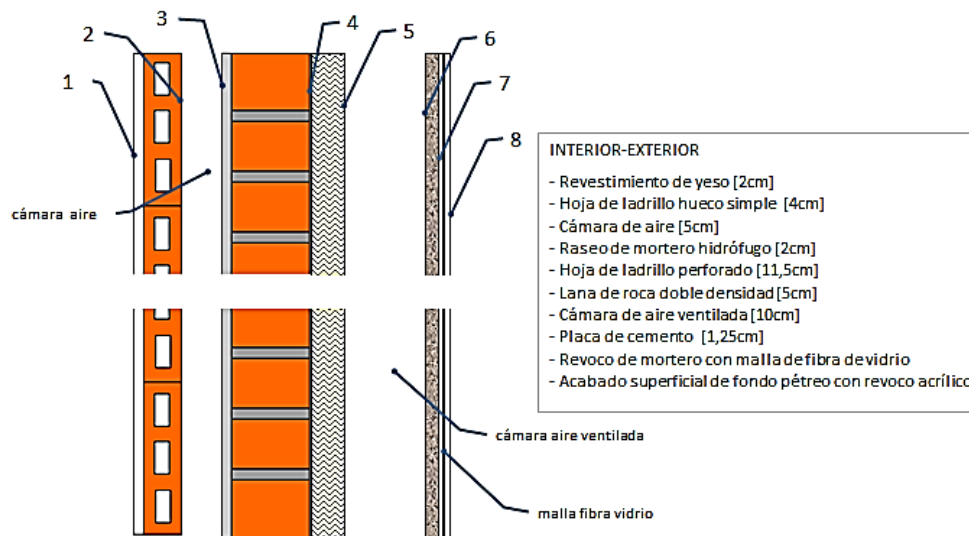 1
2
3
4
5
6
7
8
cámara aire
INTERIOR-EXTERIOR
- Revestimiento de yeso [2cm]
- Hoja de ladrillo hueco simple [4cm]
- Cámara de aire [5cm]
- Raseo de mortero hidrófugo [2cm]
- Hoja de ladrillo perforado [11,5cm]
- Lana de roca doble densidad [5cm]
- Cámara de aire ventilada [10cm]
- Placa de cemento [1,25cm]
- Revoco de mortero con malla de fibra de vidrio
- Acabado superficial de fondo pétreo con revoco acrílico
cámara aire ventilada
malla fibra vidrio